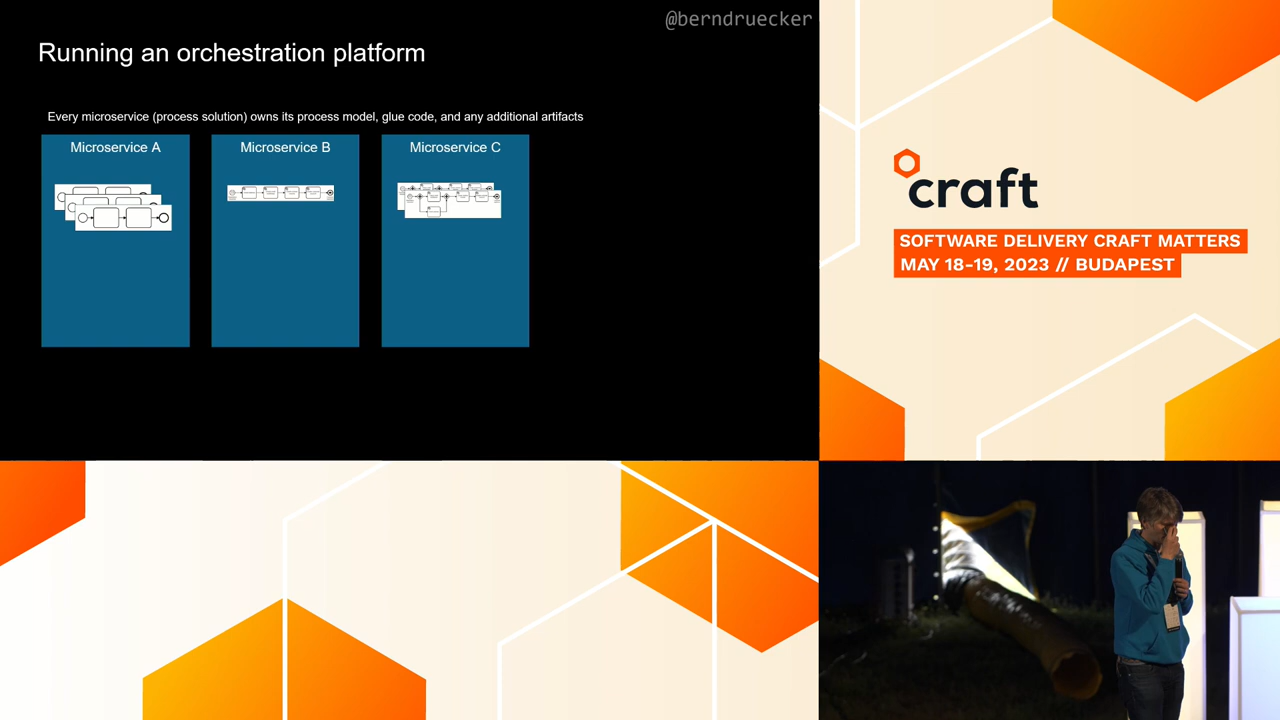 @berndruecker
Running an orchestration platform
Every microservice (process solution) owns its process model, glue code, and any additional artifacts
Microservice A
Microservice B
Microservice C
craft
SOFTWARE DELIVERY CRAFT MATTERS
MAY 18-19, 2023 // BUDAPEST